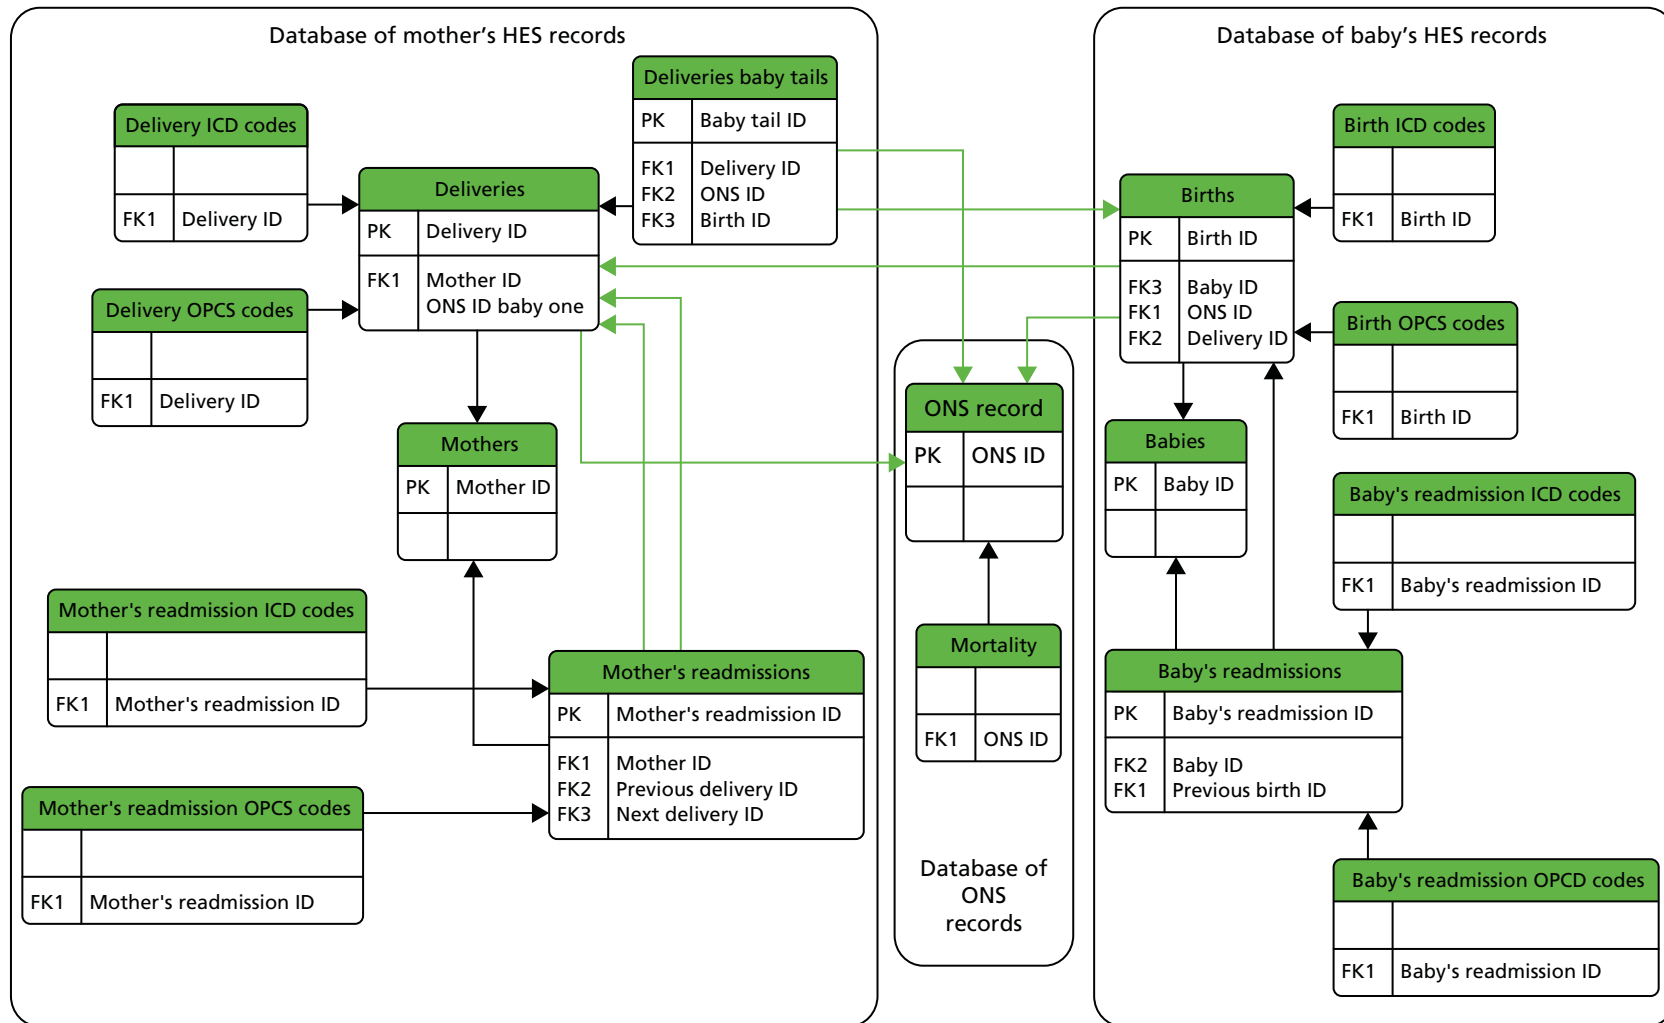 Database of mother's HES records
Deliveries baby tails
PK Baby tail ID
FK1 Delivery ID
FK2 ONS ID
FK3 Birth ID
Delivery ICD codes
FK1 Delivery ID
Deliveries
PK Delivery ID
FK1 Mother ID
ONS ID baby one
Delivery OPCS codes
FK1 Delivery ID
Mothers
PK Mother ID
Mother's readmission ICD codes
FK1 Mother's readmission ID
Mother's readmissions
PK Mother's readmission ID
FK1 Mother ID
FK2 Previous delivery ID
FK3 Next delivery ID
Mother's readmission OPCS codes
FK1 Mother's readmission ID
ONS record
PK ONS ID
Mortality
FK1 ONS ID
Database of
ONS
records
Database of baby's HES records
Birth ICD codes
FK1 Birth ID
Births
PK Birth ID
FK3 Baby ID
FK1 ONS ID
FK2 Delivery ID
Birth OPCS codes
FK1 Birth ID
Babies
PK Baby ID
Baby's readmission ICD codes
FK1 Baby's readmission ID
Baby's readmissions
PK Baby's readmission ID
FK2 Baby ID
FK1 Previous birth ID
Baby's readmission OPCD codes
FK1 Baby's readmission ID